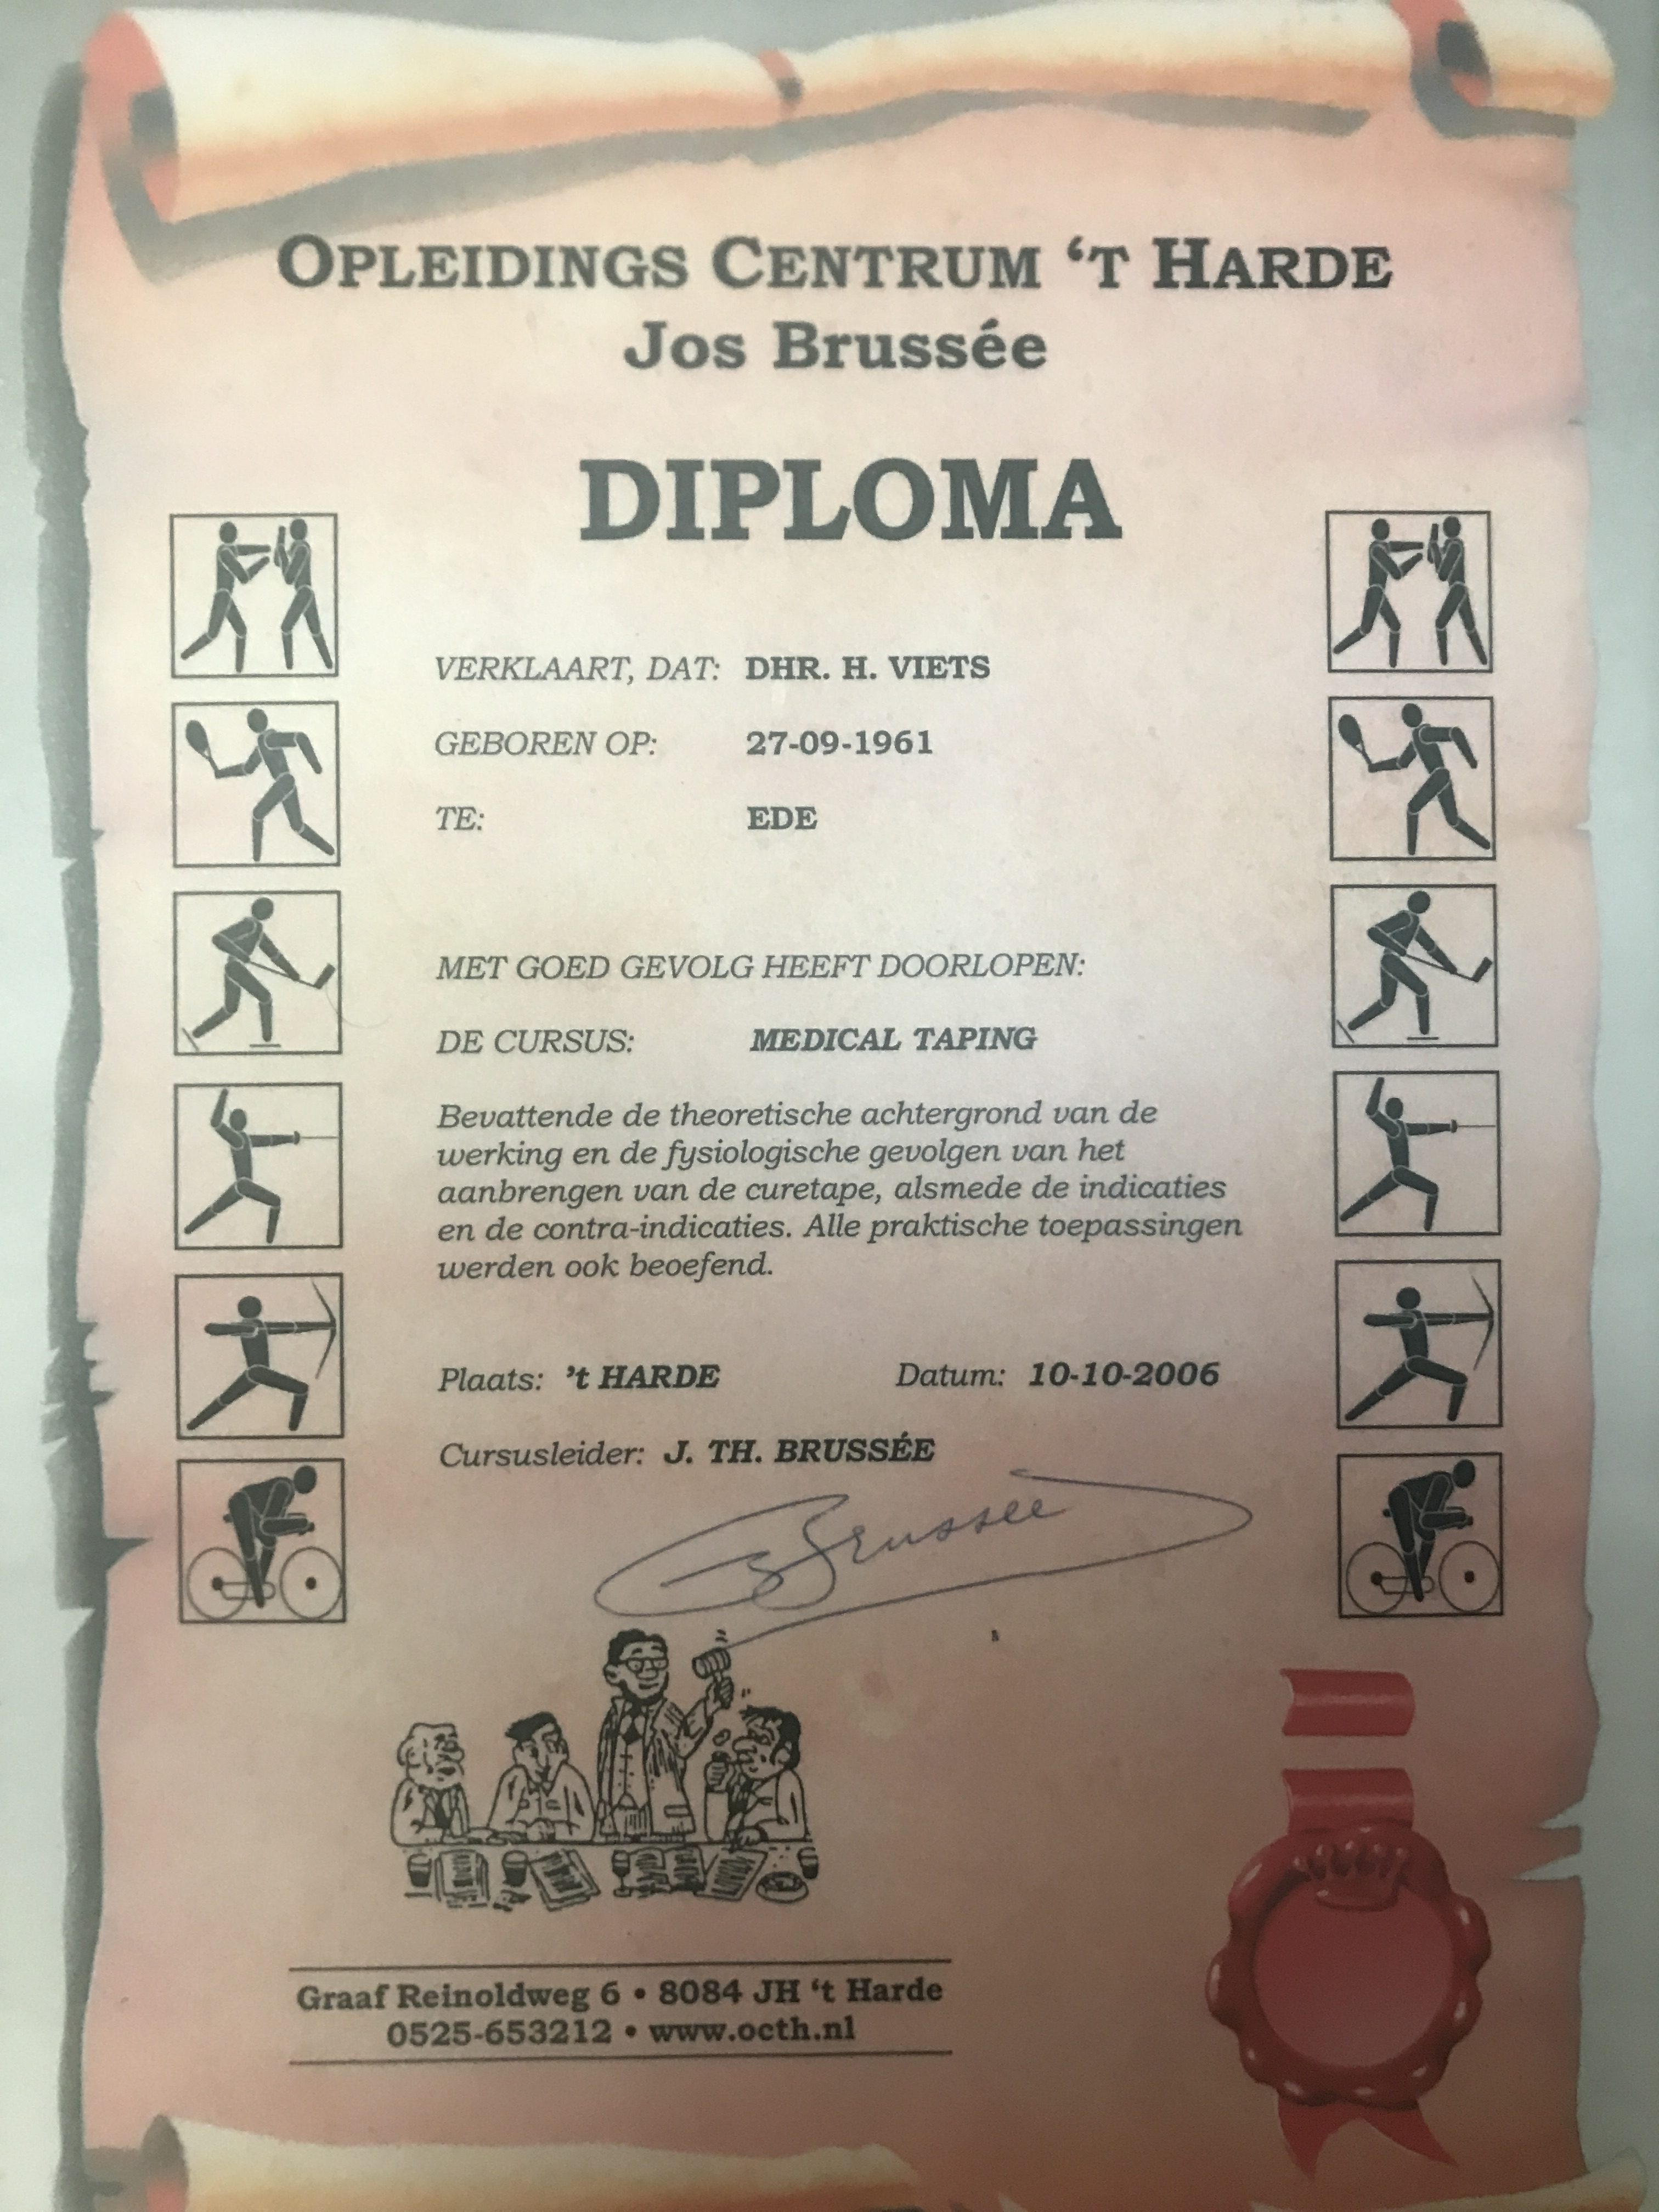 OPLEIDINGS CENTRUM ‘T HARDE
Jos Brussée
DIPLOMA
VERKLAART, DAT: DHR. H. VIETS
GEBOREN OP: 27-09-1961
TE: EDE
MET GOED GEVOLG HEEFT DOORLOPEN:
DE CURSUS: MEDICAL TAPING
Bevattende de theoretische achtergrond van de
werking en de fysiologische gevolgen van het
aanbrengen van de curetape, alsmede de indicaties
en de contra-indicaties. Alle praktische toepassingen
werden ook beoefend.
Plaats: ’t HARDE Datum: 10-10-2006
Cursusleider: J. TH. BRUSSÉE
Brussee
Graaf Reinoldweg 6 • 8084 JH ‘t Harde
0525-653212 • www.octh.nl